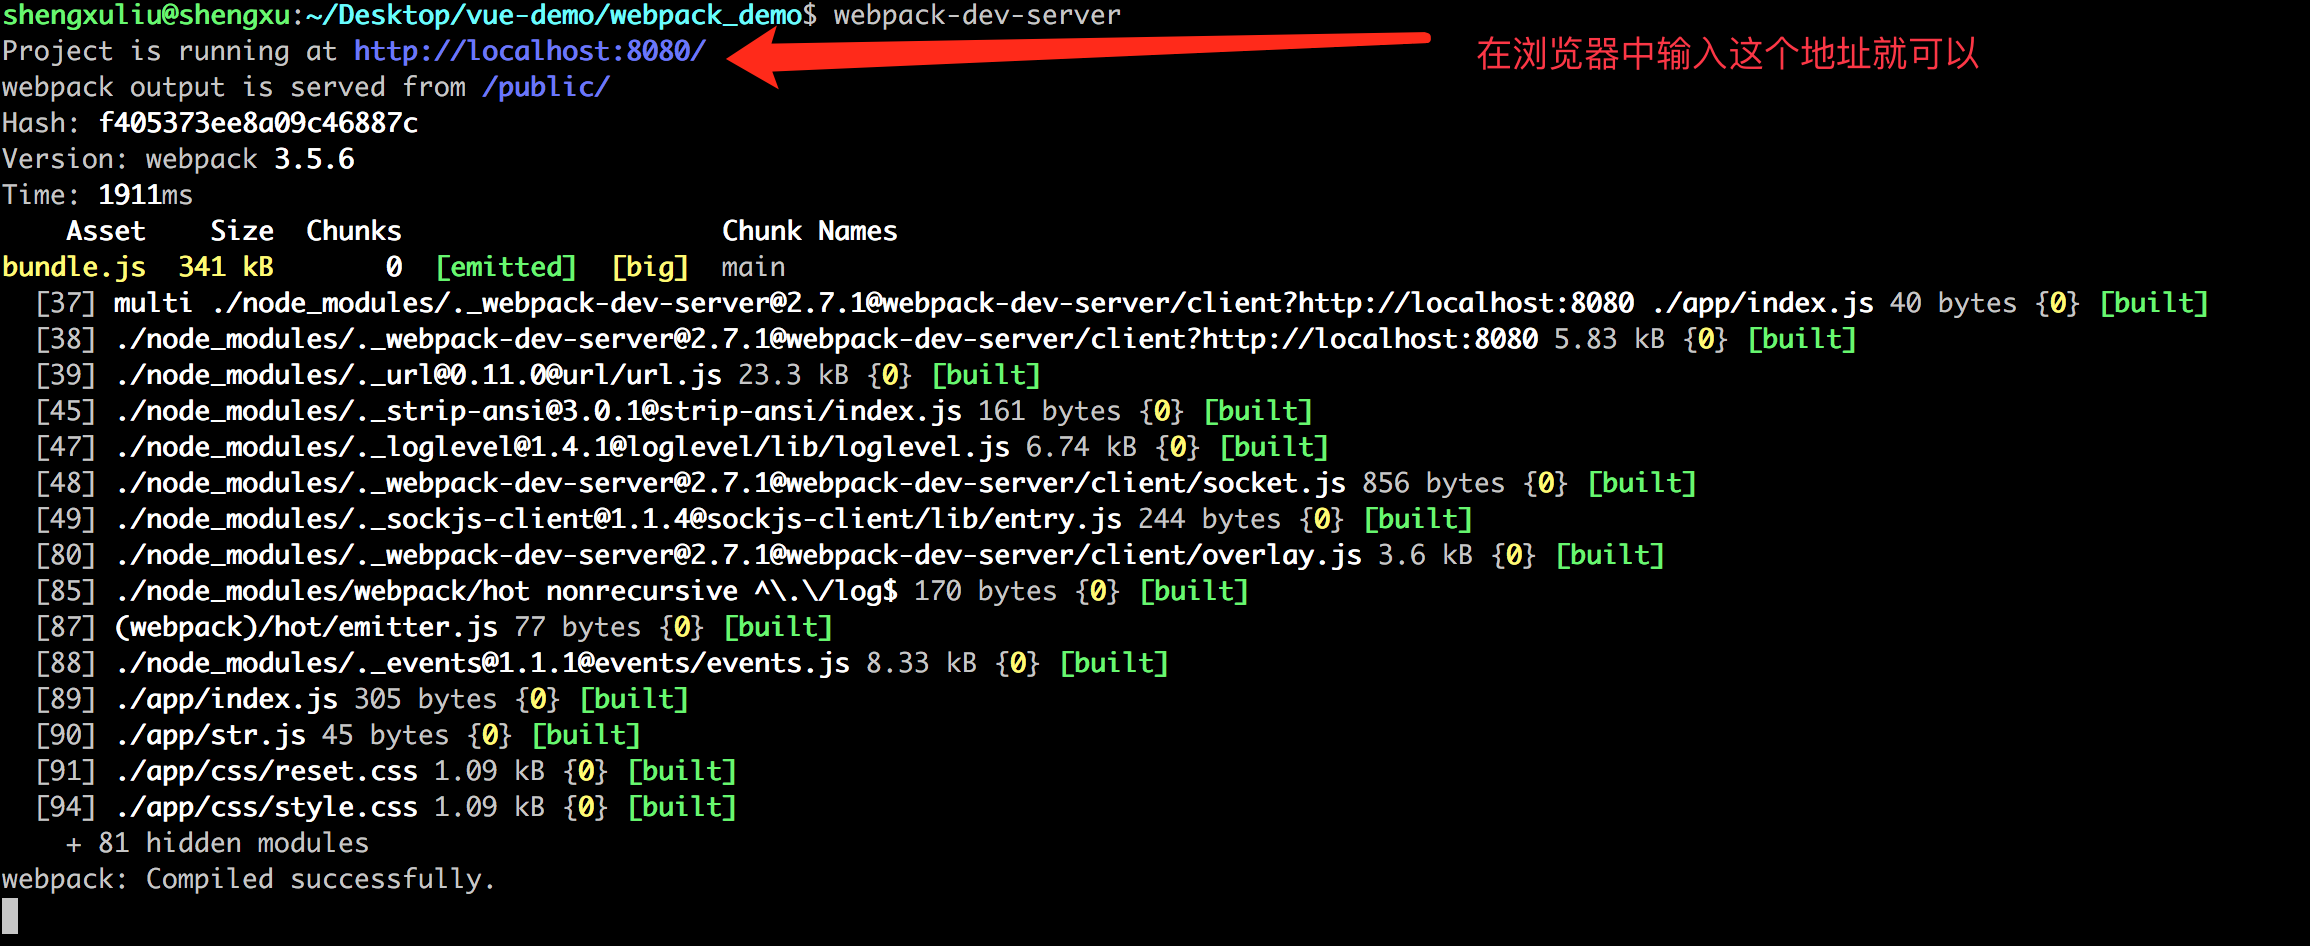 shengxuliu@shengxu:~/Desktop/vue-demo/webpack_demo$ webpack-dev-server
Project is running at http://localhost:8080/
在浏览器中输入这个地址就可以
webpack output is served from /public/
Hash: f405373ee8a09c46887c
Version: webpack 3.5.6
Time: 1911ms
Asset Size Chunks Chunk Names
bundle.js 341 kB 0 [emitted] [big] main
[37] multi ./node_modules/._webpack-dev-server@2.7.1@webpack-dev-server/client?http://localhost:8080 ./app/index.js 40 bytes {0} [built]
[38] ./node_modules/._webpack-dev-server@2.7.1@webpack-dev-server/client?http://localhost:8080 5.83 kB {0} [built]
[39] ./node_modules/._url@0.11.0@url/url.js 23.3 kB {0} [built]
[45] ./node_modules/._strip-ansi@3.0.1@strip-ansi/index.js 161 bytes {0} [built]
[47] ./node_modules/._loglevel@1.4.1@loglevel/lib/loglevel.js 6.74 kB {0} [built]
[48] ./node_modules/._webpack-dev-server@2.7.1@webpack-dev-server/client/socket.js 856 bytes {0} [built]
[49] ./node_modules/._sockjs-client@1.1.4@sockjs-client/lib/entry.js 244 bytes {0} [built]
[80] ./node_modules/._webpack-dev-server@2.7.1@webpack-dev-server/client/overlay.js 3.6 kB {0} [built]
[85] ./node_modules/webpack/hot nonrecursive ^\.\/log$ 170 bytes {0} [built]
[87] (webpack)/hot/emitter.js 77 bytes {0} [built]
[88] ./node_modules/._events@1.1.1@events/events.js 8.33 kB {0} [built]
[89] ./app/index.js 305 bytes {0} [built]
[90] ./app/str.js 45 bytes {0} [built]
[91] ./app/css/reset.css 1.09 kB {0} [built]
[94] ./app/css/style.css 1.09 kB {0} [built]
+ 81 hidden modules
webpack: Compiled successfully.